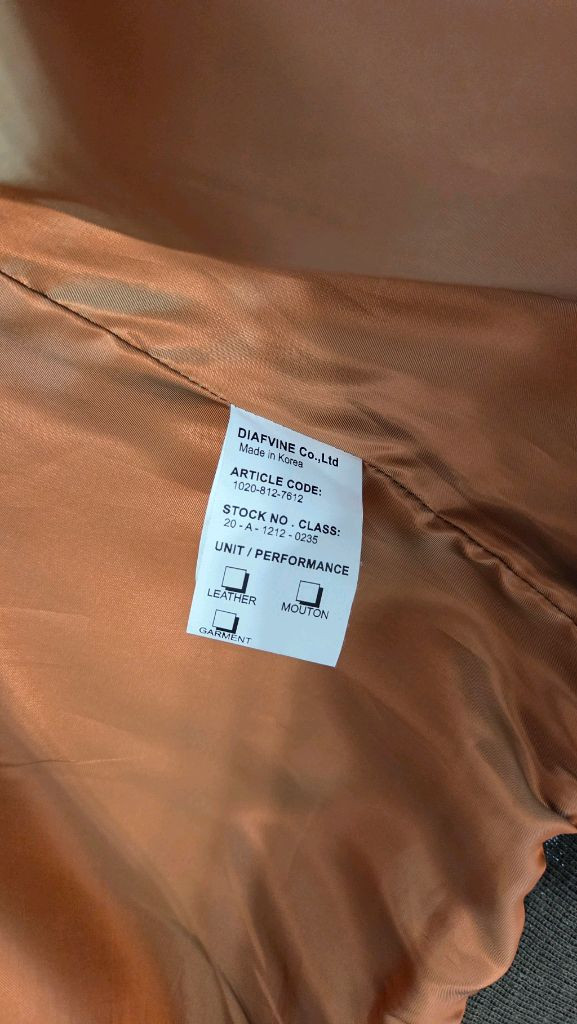 DIAFVINE Co.,Ltd
Made in Korea
ARTICLE CODE:
1020-812-7612
STOCK NO . CLASS:
20 - A - 1212 - 0235
UNIT / PERFORMANCE
LEATHER MOUTON
GARMENT